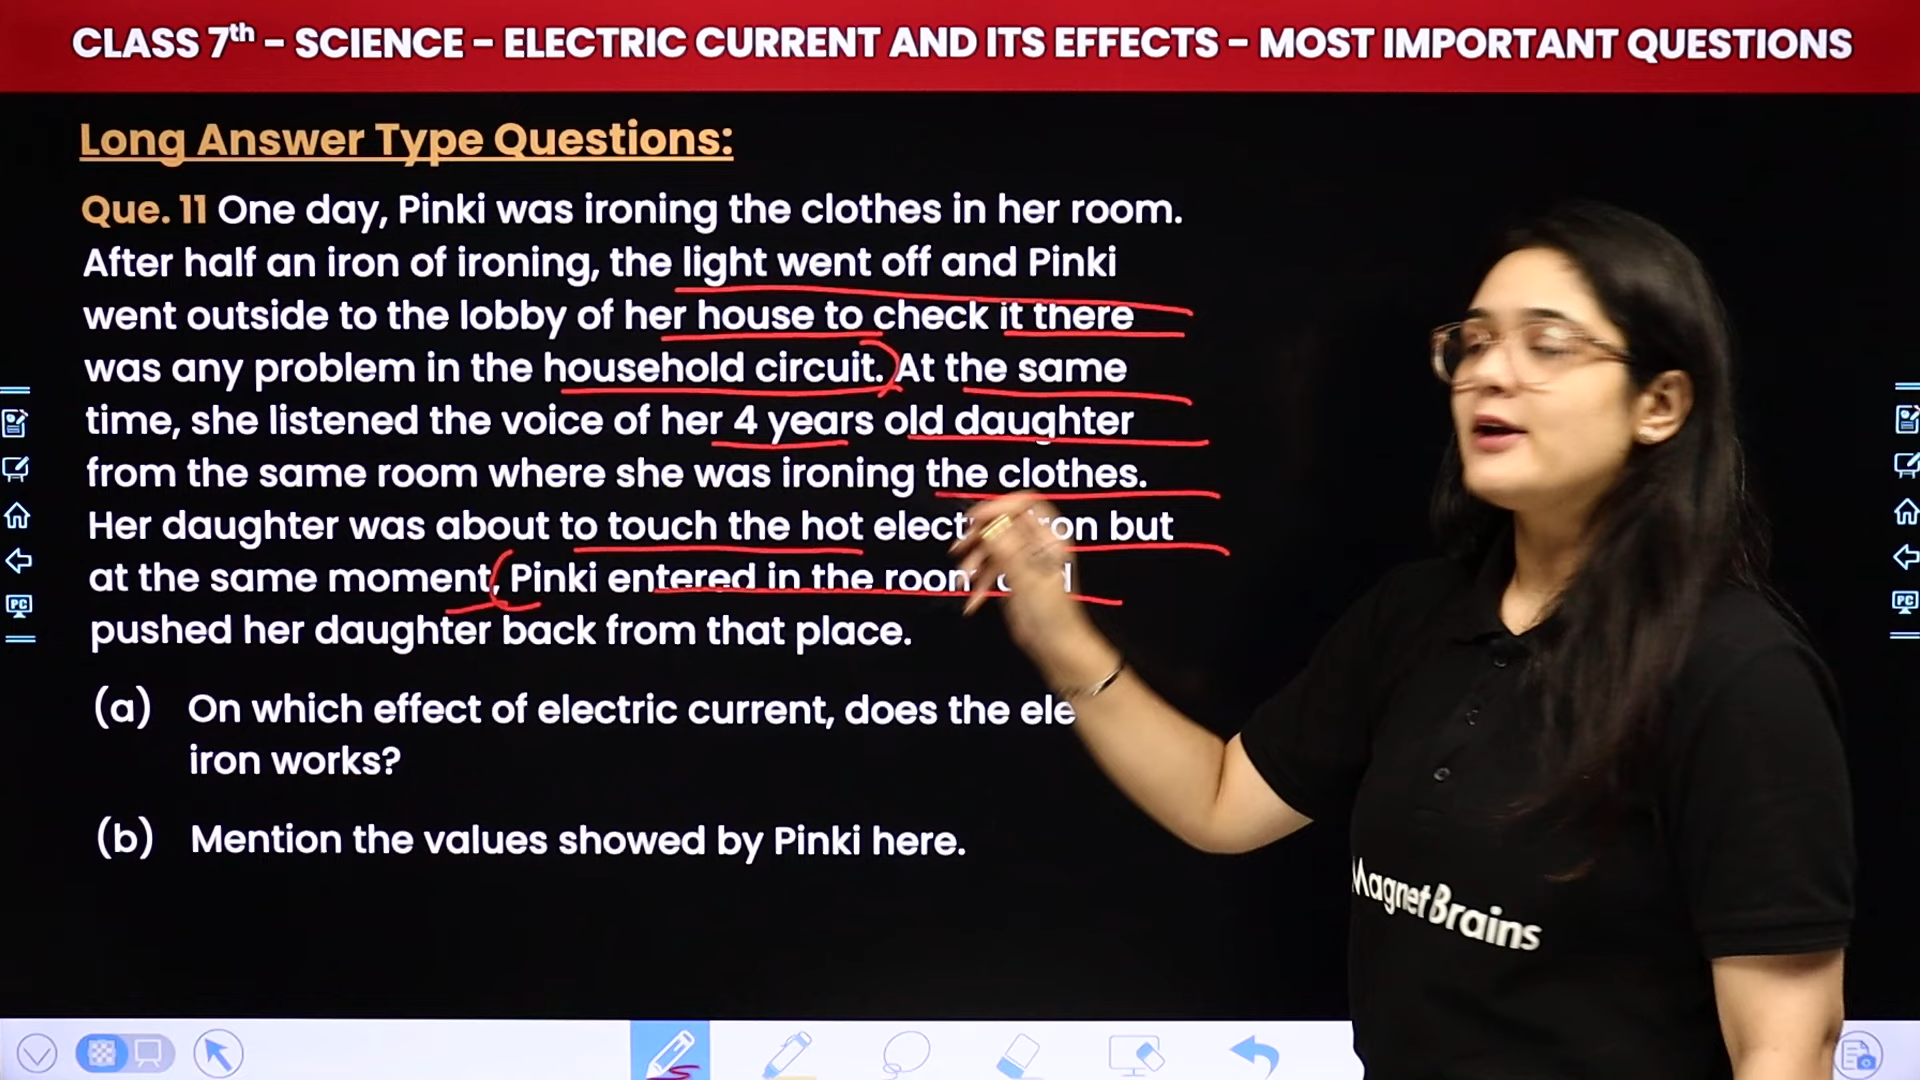 CLASS 7th - SCIENCE - ELECTRIC CURRENT AND ITS EFFECTS - MOST IMPORTANT QUESTIONS
Long Answer Type Questions:
Que. 11 One day, Pinki was ironing the clothes in her room.
After half an iron of ironing, the light went off and Pinki
went outside to the lobby of her house to check it there
was any problem in the household circuit. At the same
time, she listened the voice of her 4 years old daughter
from the same room where she was ironing the clothes.
Her daughter was about to touch the hot elect iron but
at the same moment, Pinki entered in the room
pushed her daughter back from that place.
(a) On which effect of electric current, does the ele
iron works?
(b) Mention the values showed by Pinki here.
MagnetBrains
PC
PC